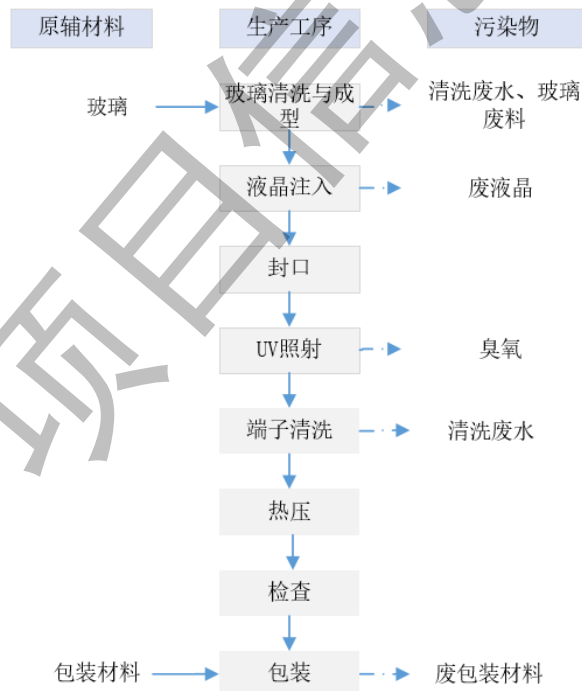 原辅材料 生产工序 污染物
玻璃 玻璃清洗与成 清洗废水、玻璃
型 废料
液晶注入 废液晶
封口
UV照射 臭氧
端子清洗 清洗废水
热压
检查
包装材料 包装 废包装材料
项目信